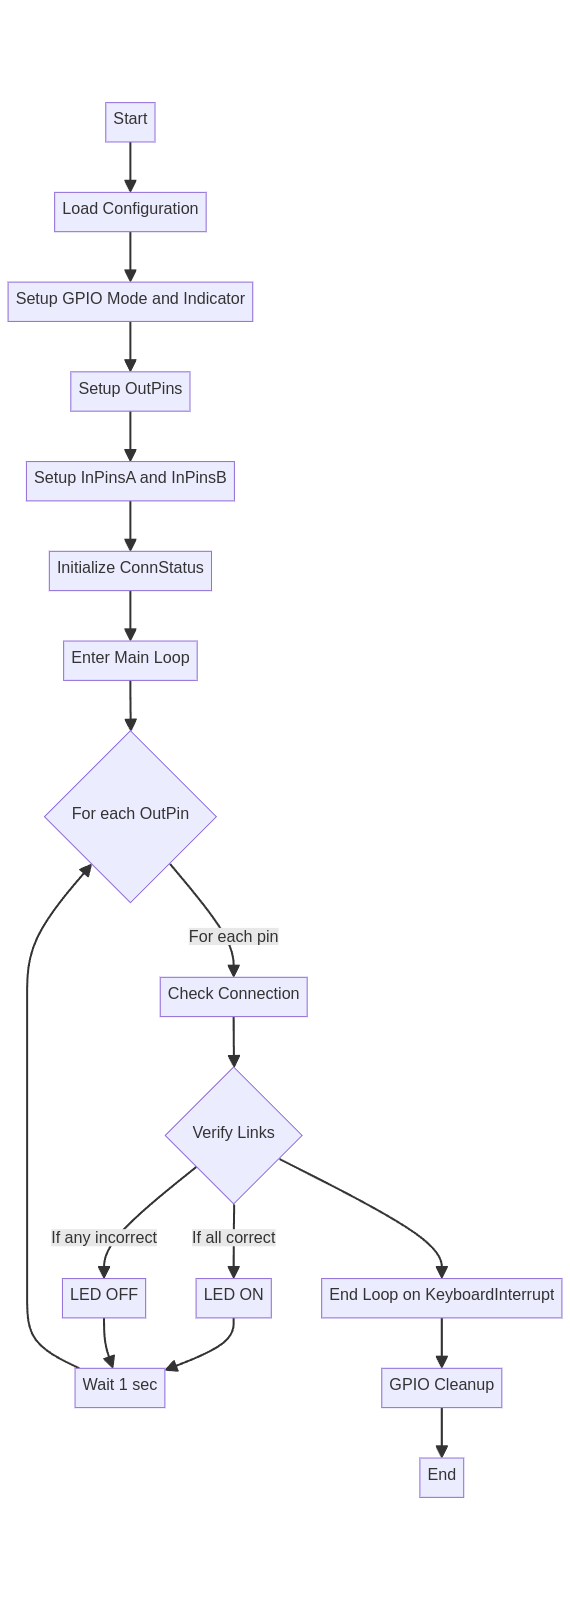 Start
Load Configuration
Setup GPIO Mode and Indicator
Setup OutPins
Setup InPinsA and InPinsB
Initialize ConnStatus
Enter Main Loop
For each OutPin
For each pin
Check Connection
Verify Links
If any incorrect
If all correct
LED OFF
LED ON
End Loop on KeyboardInterrupt
Wait 1 sec
GPIO Cleanup
End